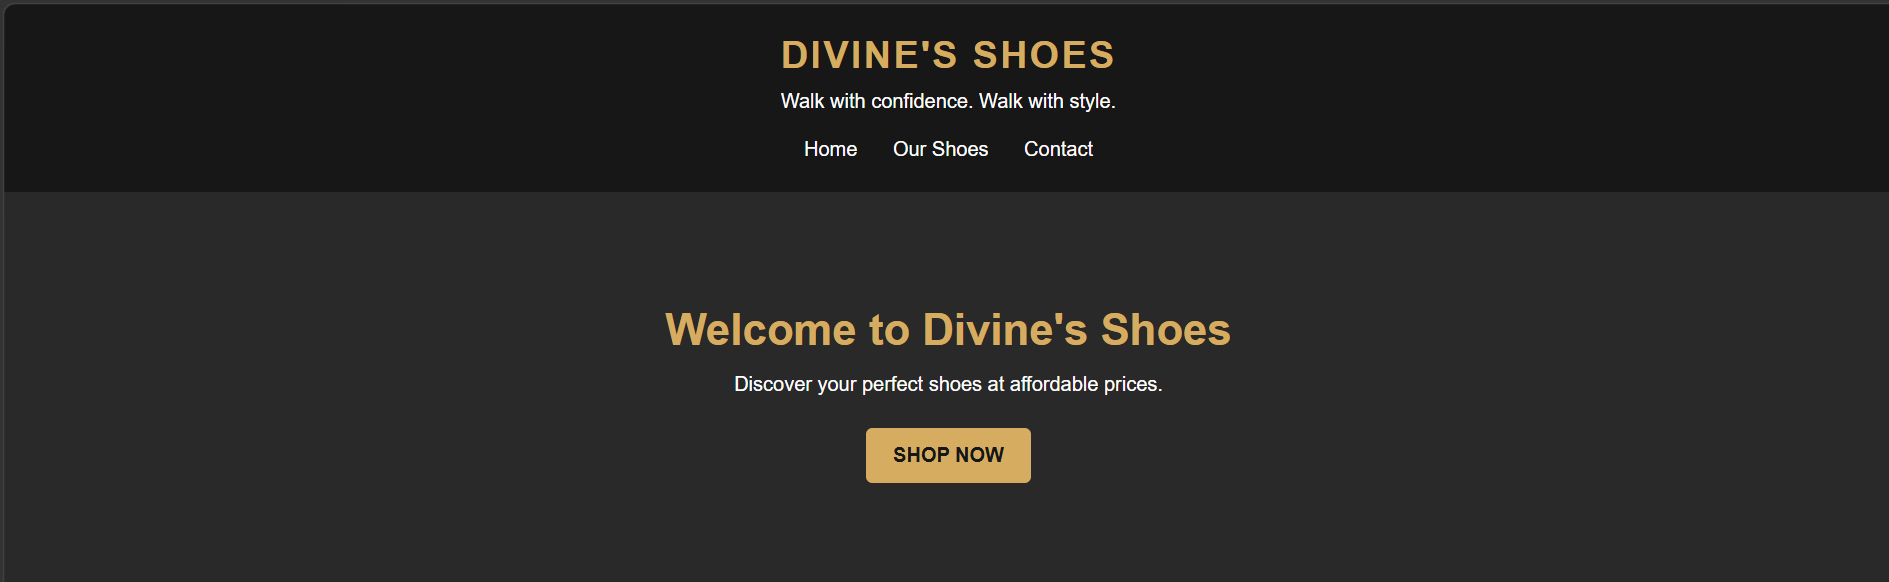 DIVINE'S SHOES
Walk with confidence. Walk with style.
Home Our Shoes Contact
Welcome to Divine's Shoes
Discover your perfect shoes at affordable prices.
SHOP NOW